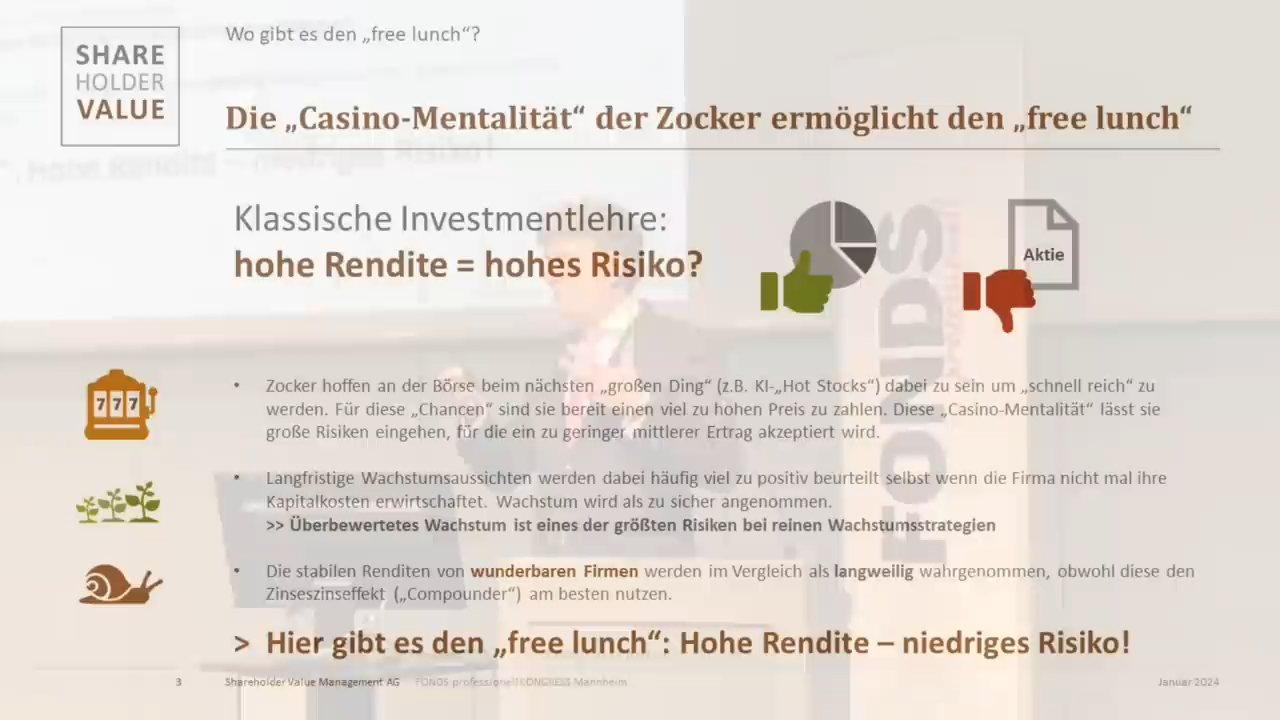 SHARE
HOLDER
VALUE
Wo gibt es den „free lunch“?
Die „Casino-Mentalität“ der Zocker ermöglicht den „free lunch“
Klassische Investmentlehre:
hohe Rendite = hohes Risiko?
Aktie
FONDS
777
• Zocker hoffen an der Börse beim nächsten „großen Ding“ (z.B. KI-„Hot Stocks“) dabei zu sein um „schnell reich“ zu
werden. Für diese „Chancen“ sind sie bereit einen viel zu hohen Preis zu zahlen. Diese „Casino-Mentalität“ lässt sie
große Risiken eingehen, für die ein zu geringer mittlerer Ertrag akzeptiert wird.
• Langfristige Wachstumsaussichten werden dabei häufig viel zu positiv beurteilt selbst wenn die Firma nicht mal ihre
Kapitalkosten erwirtschaftet. Wachstum wird als zu sicher angenommen.
>> Überbewertetes Wachstum ist eines der größten Risiken bei reinen Wachstumsstrategien
• Die stabilen Renditen von wunderbaren Firmen werden im Vergleich als langweilig wahrgenommen, obwohl diese den
Zinseszinseffekt („Compounder“) am besten nutzen.
> Hier gibt es den „free lunch“: Hohe Rendite – niedriges Risiko!
3 Shareholder Value Management AG FONDS professionell KONGRESS Mannheim Januar 2024